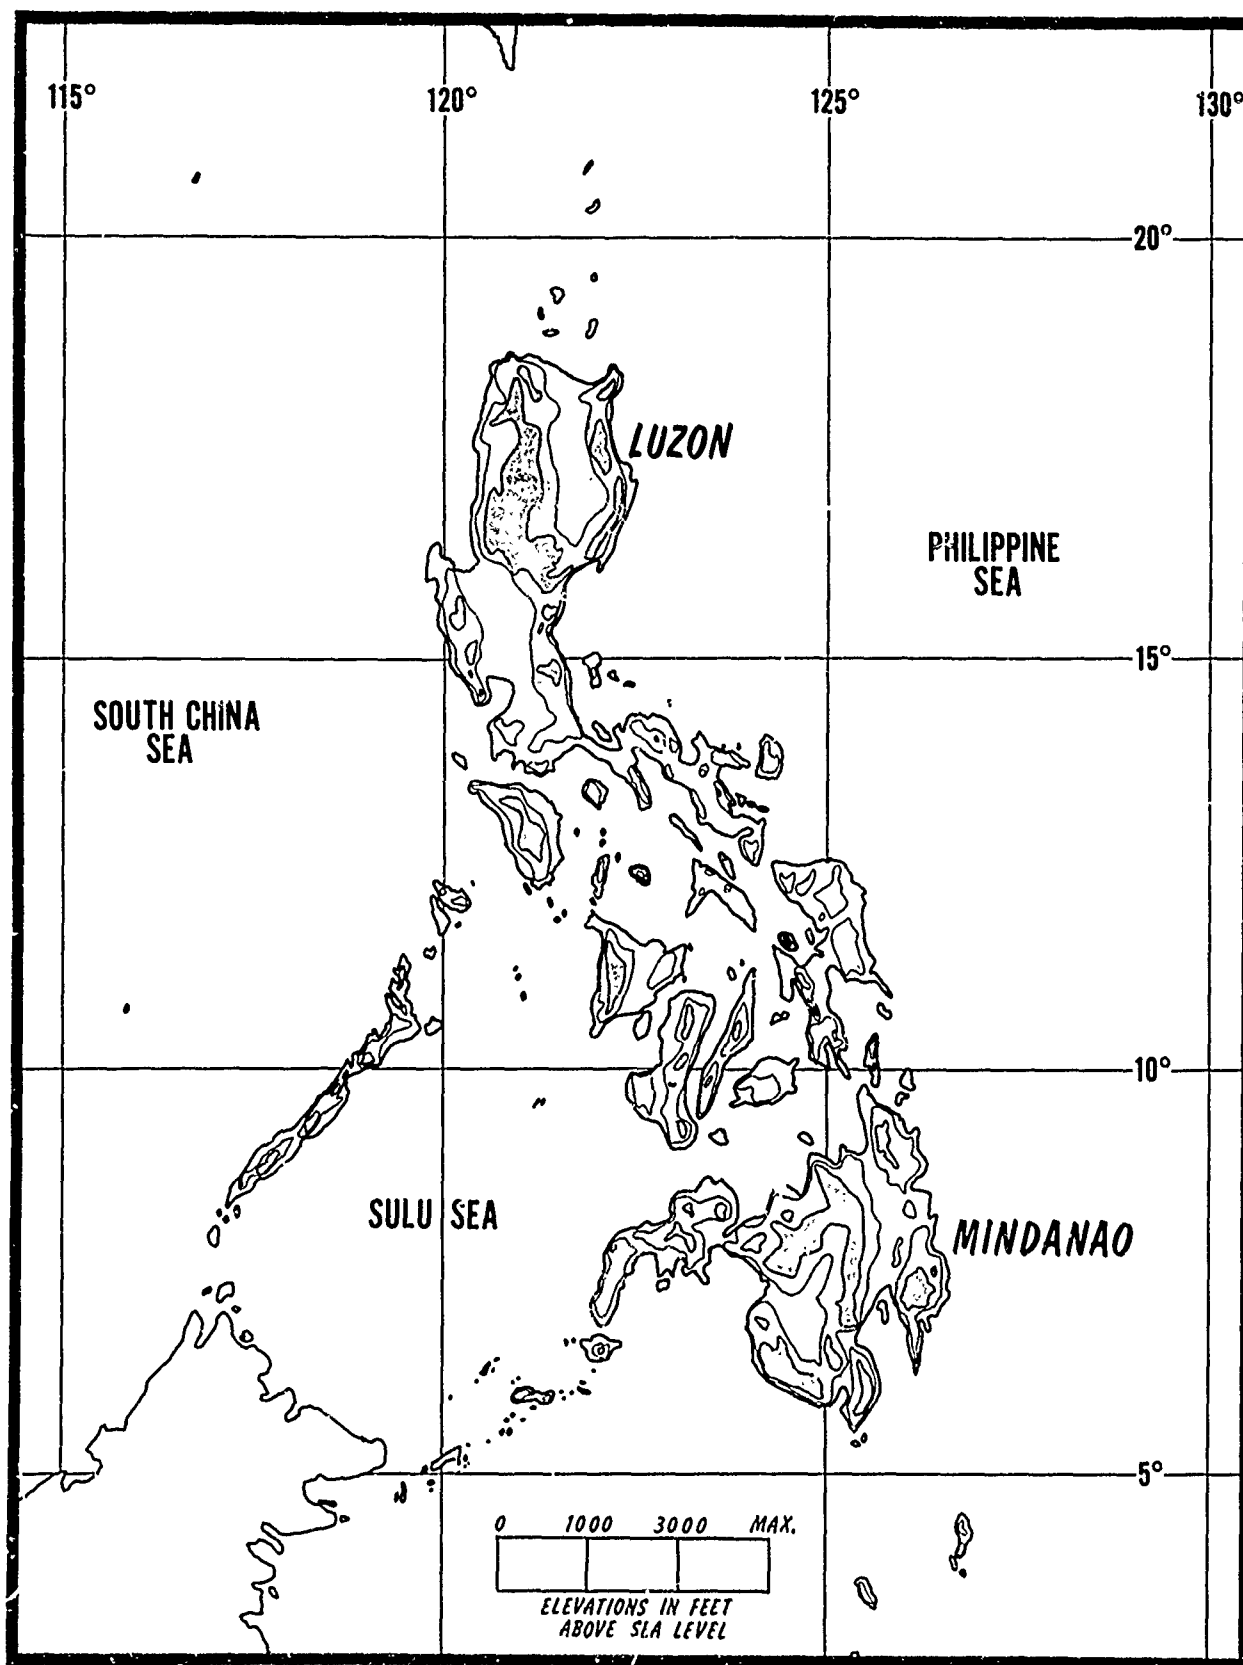 115°
120°
125°
130°
20°
LUZON
PHILIPPINE
SEA
15°
SOUTH CHINA
SEA
10°
SULU SEA
MINDANAO
5°
0 1000 3000 MAX.
ELEVATIONS IN FEET
ABOVE SEA LEVEL